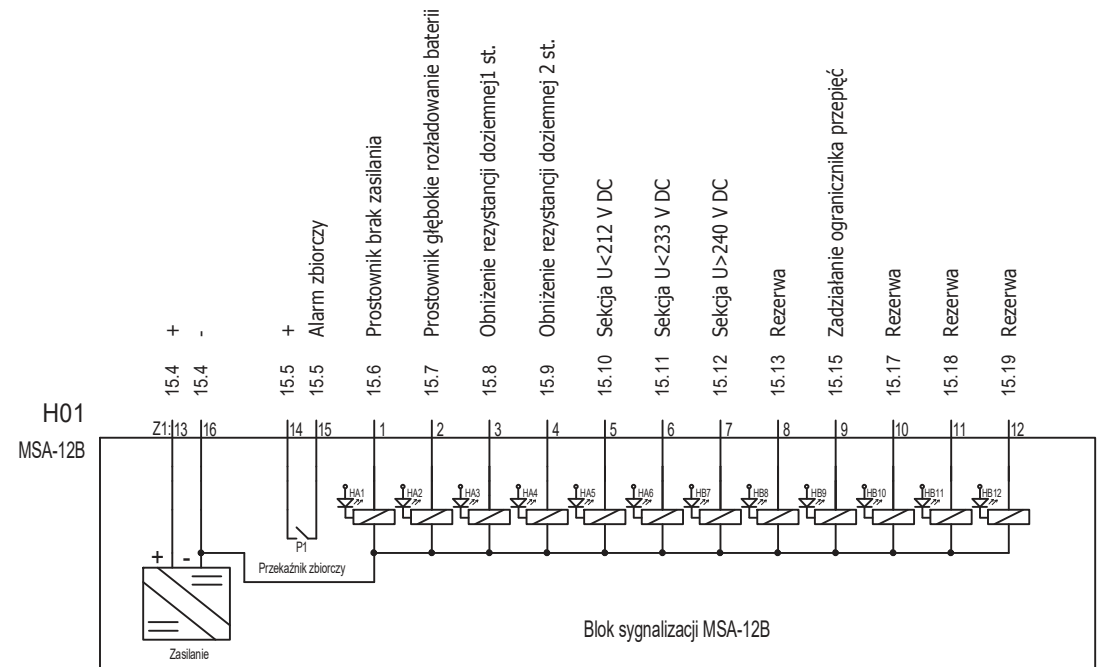 +
-
+
Alarm zbiorczy
Prostownik brak zasilania
Prostownik głębokie rozładowanie baterii
Obniżenie rezystancji doziemnej1 st.
Obniżenie rezystancji doziemnej 2 st.
Sekcja U<212 V DC
Sekcja U<233 V DC
Sekcja U>240 V DC
Rezerwa
Zadziałanie ogranicznika przepięć
Rezerwa
Rezerwa
Rezerwa
15.4
15.4
15.5
15.5
15.6
15.7
15.8
15.9
15.10
15.11
15.12
15.13
15.15
15.17
15.18
15.19
H01
MSA-12B
Z1:13
16
14
15
1
2
3
4
5
6
7
8
9
10
11
12
HA1
HA2
HA3
HA4
HA5
HA6
HB7
HB8
HB9
HB10
HB11
HB12
P1
Przekaźnik zbiorczy
+
-
Zasilanie
Blok sygnalizacji MSA-12B